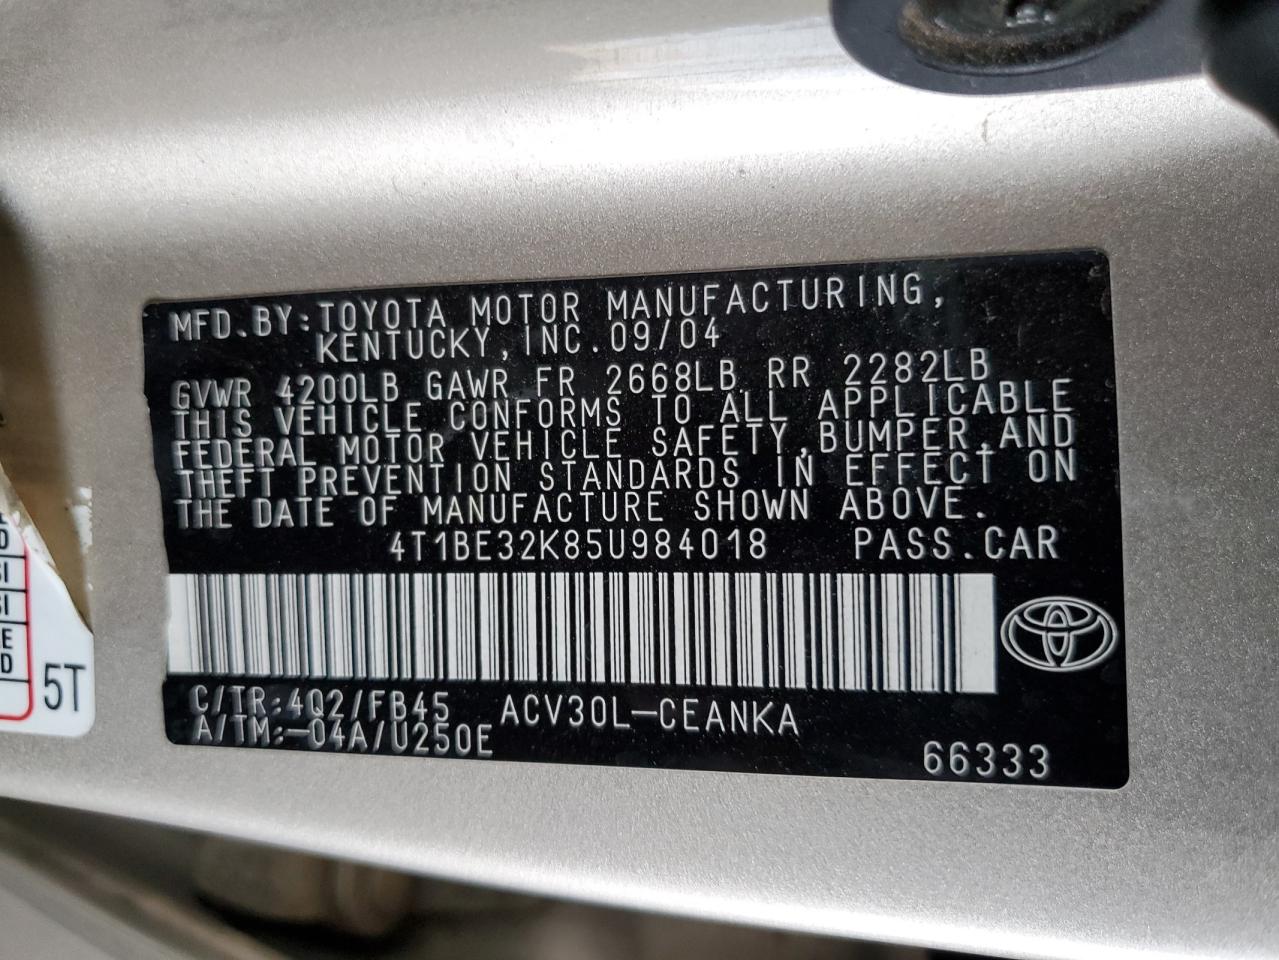 MFD.BY:TOYOTA MOTOR MANUFACTURING,
KENTUCKY,INC.09/04
GVWR 4200LB GAWR FR 2668LB RR 2282LB
THIS VEHICLE CONFORMS TO ALL APPLICABLE
FEDERAL MOTOR VEHICLE SAFETY,BUMPER,AND
THEFT PREVENTION STANDARDS IN EFFECT ON
THE DATE OF MANUFACTURE SHOWN ABOVE.
4T1BE32K85U984018 PASS.CAR
C/TR:4Q2/FB45 ACV30L-CEANKA
A/TM:-04A/U250E
66333
5T